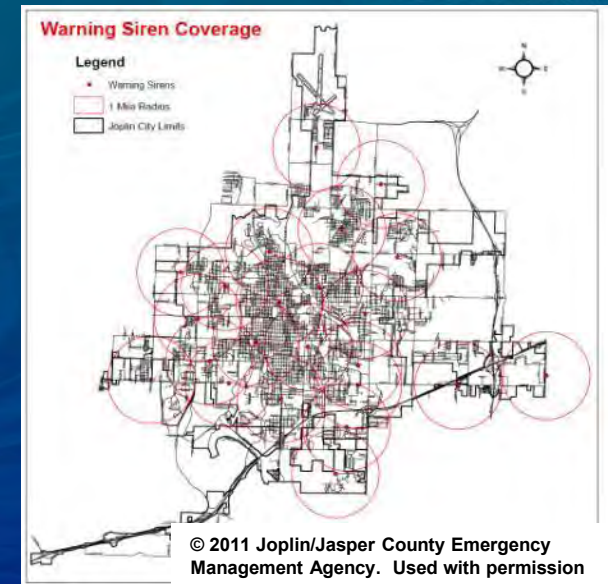 Warning Siren Coverage
Legend
Warning Sirens
1 Mile Radius
Joplin City Limits
N
W
E
S
© 2011 Joplin/Jasper County Emergency
Management Agency. Used with permission